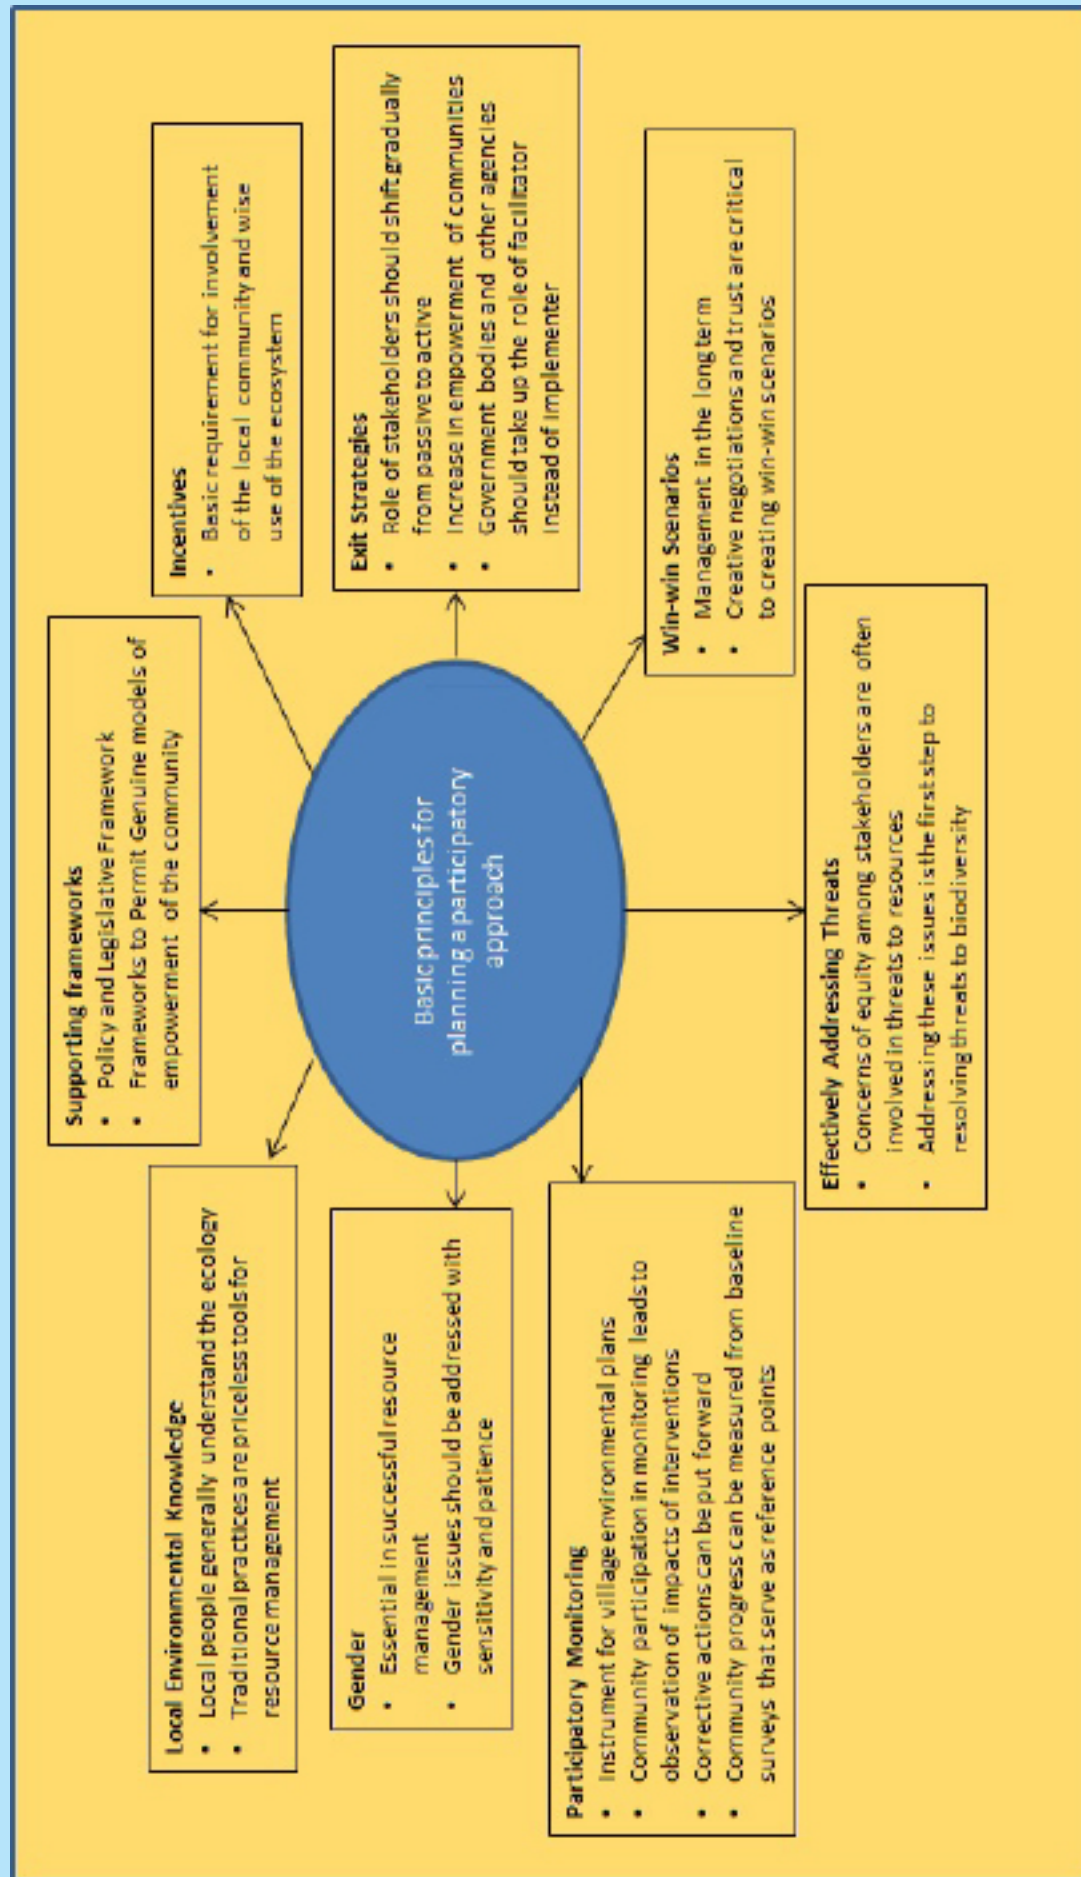 Supporting frameworks
• Policy and Legislative Framework
• Frameworks to Permit Genuine models of
empowerment of the community
Local Environmental Knowledge
• Local people generally understand the ecology
• Traditional practices are priceless tools for
resource management
Incentives
• Basic requirement for involvement
of the local community and wise
use of the ecosystem
Gender
• Essential in successful resource
management
• Gender issues should be addressed with
sensitivity and patience
Basic principles for
planning a participatory
approach
Exit Strategies
• Role of stakeholders should shift gradually
from passive to active
• Increase in empowerment of communities
• Government bodies and other agencies
should take up the role of facilitator
instead of implementer
Participatory Monitoring
• Instrument for village environmental plans
• Community participation in monitoring leads to
observation of impacts of interventions
• Corrective actions can be put forward
• Community progress can be measured from baseline
surveys that serve as reference points
Win-win Scenarios
• Management in the long term
• Creative negotiations and trust are critical
to creating win-win scenarios
Effectively Addressing Threats
• Concerns of equity among stakeholders are often
involved in threats to resources
• Addressing these issues is the first step to
resolving threats to biodiversity